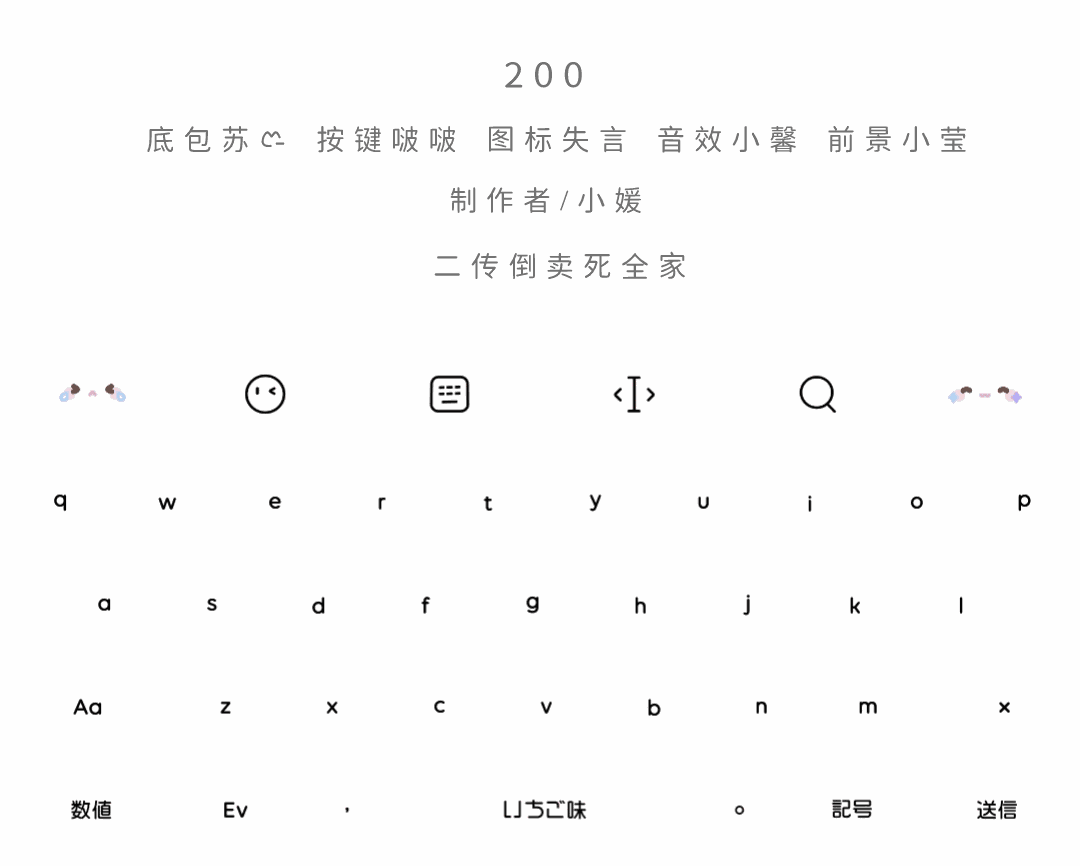 200
底包苏ღ 按键啵啵 图标失言 音效小馨 前景小莹
制作者/小媛
二传倒卖死全家
q w e r t y u i o p
a s d f g h j k l
Aa z x c v b n m ×
数値 Ev , いちご味 。 記号 送信